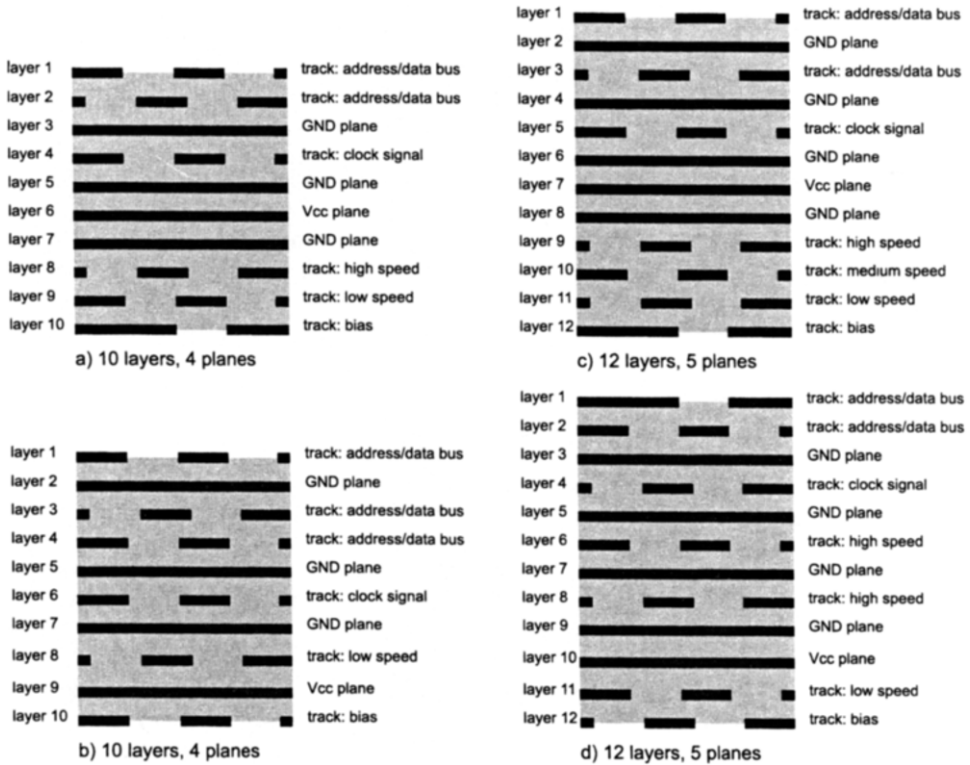 layer 1 track: address/data bus
layer 2 track: address/data bus
layer 3 GND plane
layer 4 track: clock signal
layer 5 GND plane
layer 6 Vcc plane
layer 7 GND plane
layer 8 track: high speed
layer 9 track: low speed
layer 10 track: bias
a) 10 layers, 4 planes
layer 1 track: address/data bus
layer 2 GND plane
layer 3 track: address/data bus
layer 4 track: address/data bus
layer 5 GND plane
layer 6 track: clock signal
layer 7 GND plane
layer 8 track: low speed
layer 9 Vcc plane
layer 10 track: bias
b) 10 layers, 4 planes
layer 1 track: address/data bus
layer 2 GND plane
layer 3 track: address/data bus
layer 4 GND plane
layer 5 track: clock signal
layer 6 GND plane
layer 7 Vcc plane
layer 8 GND plane
layer 9 track: high speed
layer 10 track: medium speed
layer 11 track: low speed
layer 12 track: bias
c) 12 layers, 5 planes
layer 1 track: address/data bus
layer 2 track: address/data bus
layer 3 GND plane
layer 4 track: clock signal
layer 5 GND plane
layer 6 track: high speed
layer 7 GND plane
layer 8 track: high speed
layer 9 GND plane
layer 10 Vcc plane
layer 11 track: low speed
layer 12 track: bias
d) 12 layers, 5 planes